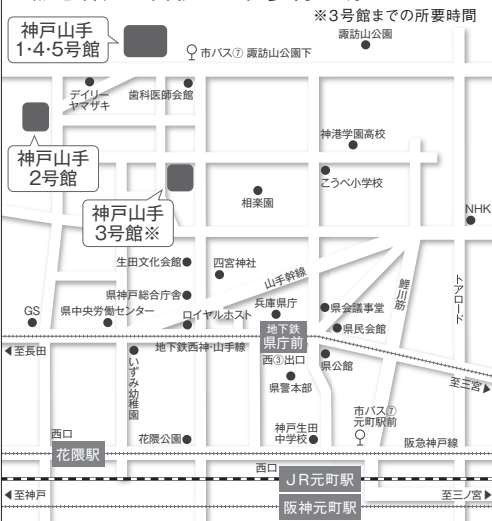 ※3号館までの所要時間
神戸山手
1・4・5号館
市バス⑦ 諏訪山公園下
諏訪山公園
デイリー
ヤマザキ
歯科医師会館
神戸山手
2号館
神港学園高校
こうべ小学校
相楽園
神戸山手
3号館※
NHK
生田文化会館
四宮神社
山手幹線
鯉川筋
トアロード
県神戸総合庁舎
兵庫県庁
県会議事堂
GS
県中央労働センター
ロイヤルホスト
県民会館
地下鉄
県庁前
至長田
いずみ幼稚園
地下鉄西神・山手線
西③出口
県公館
県警本部
至三宮
市バス⑦
元町駅前
西口
花隈駅
花隈公園
神戸生田
中学校
阪急神戸線
西口
JR元町駅
至神戸
至三ノ宮
阪神元町駅